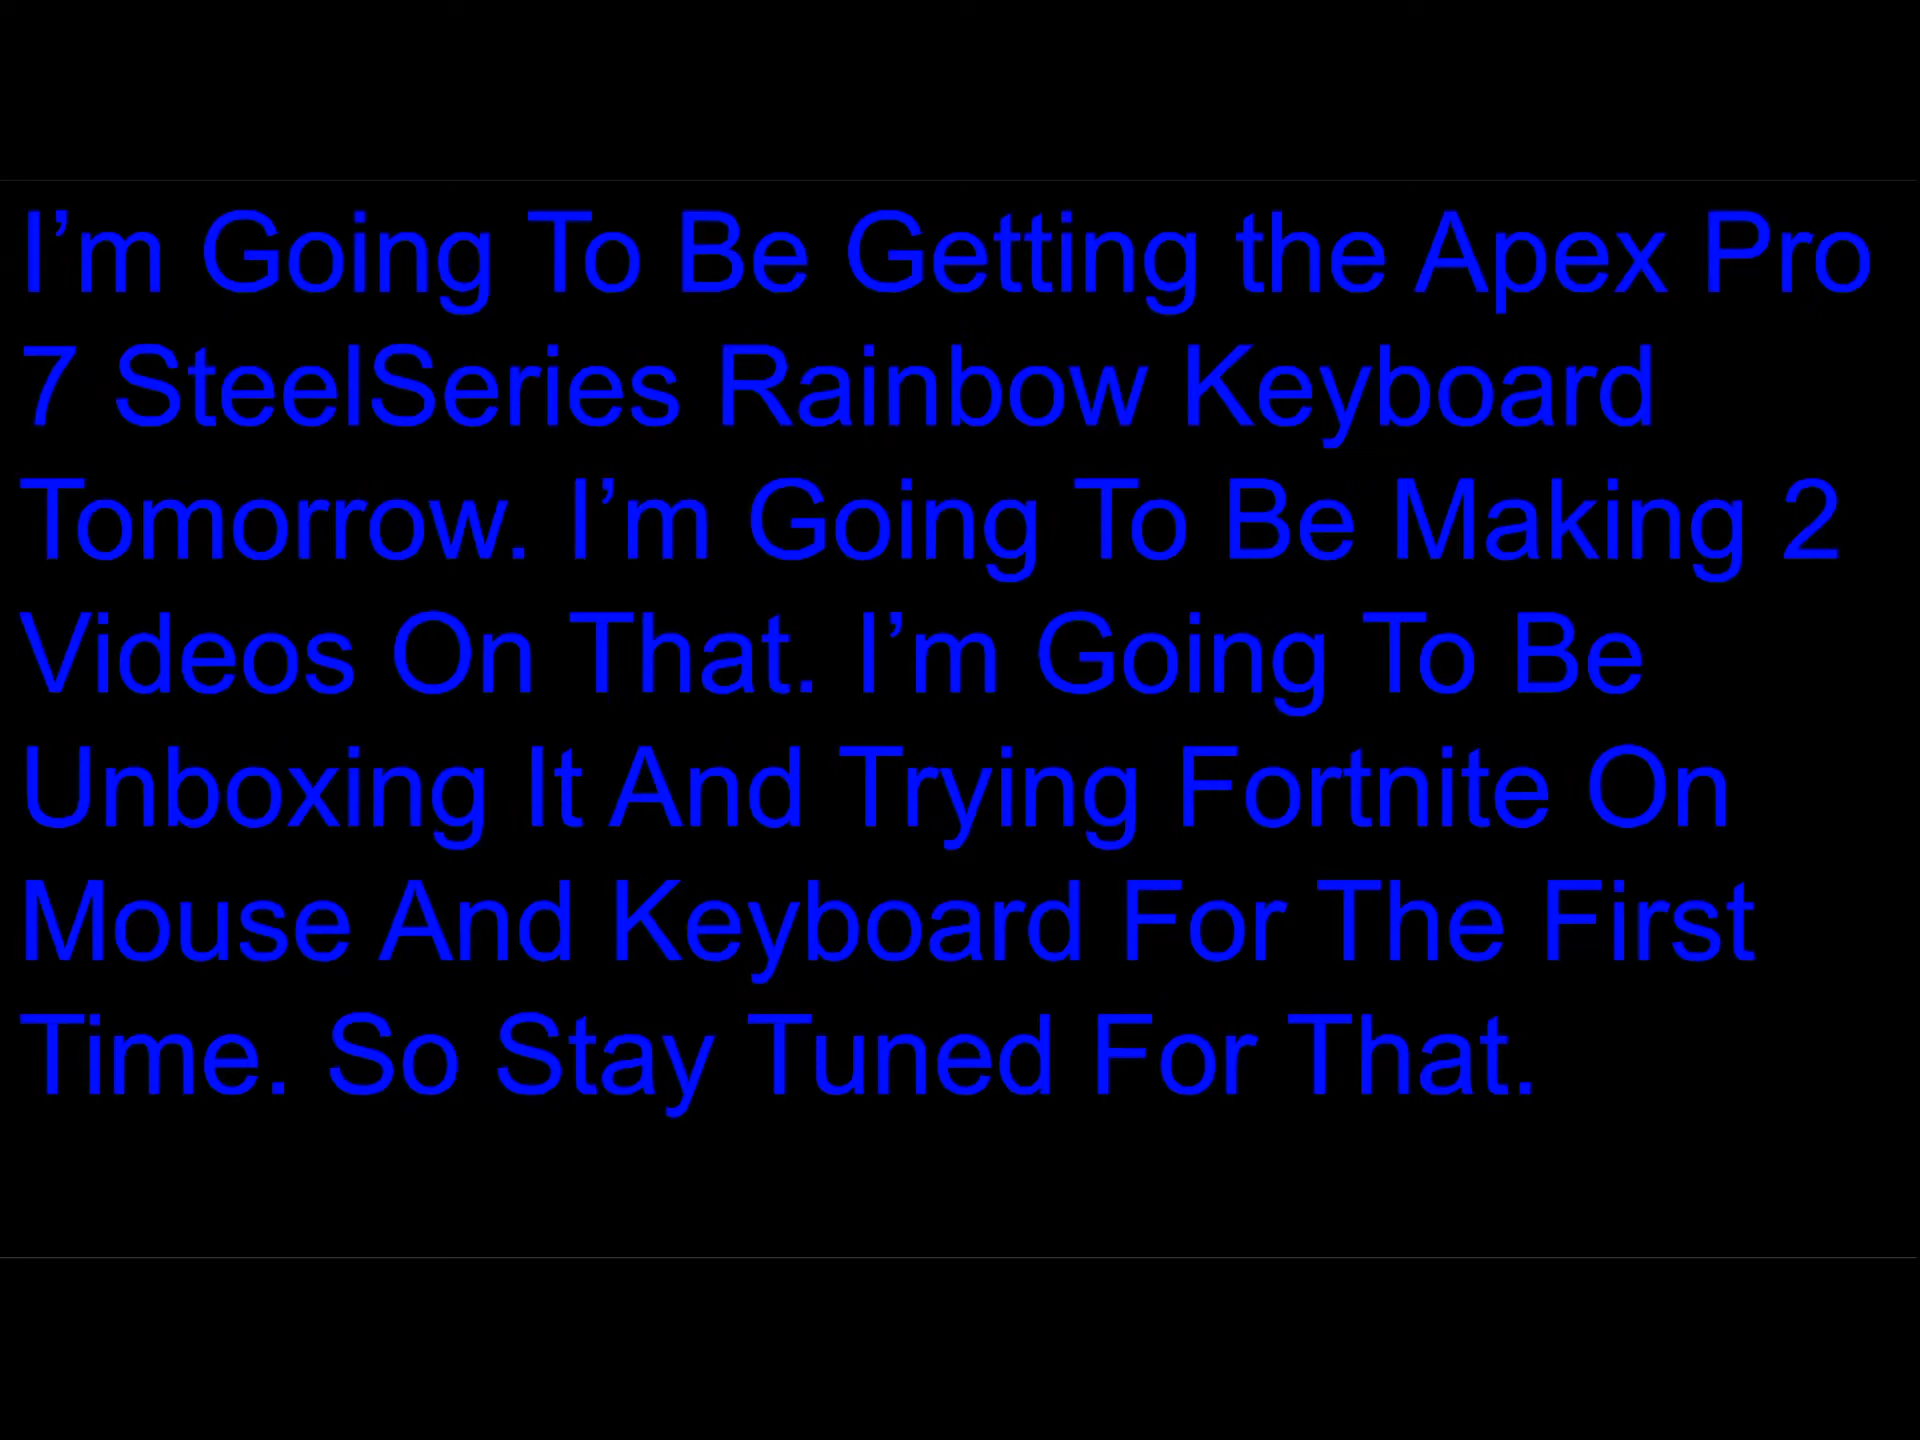 I’m Going To Be Getting the Apex Pro
7 SteelSeries Rainbow Keyboard
Tomorrow. I’m Going To Be Making 2
Videos On That. I’m Going To Be
Unboxing It And Trying Fortnite On
Mouse And Keyboard For The First
Time. So Stay Tuned For That.